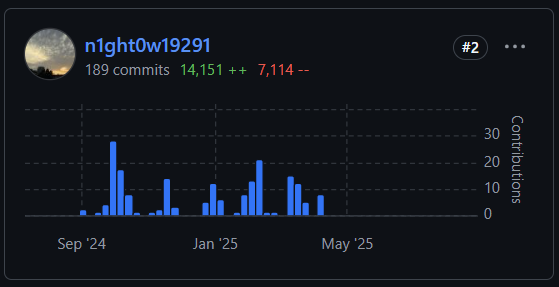 n1ght0w19291
#2
189 commits 14,151 ++ 7,114 --
30
20
10
0
Contributions
Sep '24 Jan '25 May '25